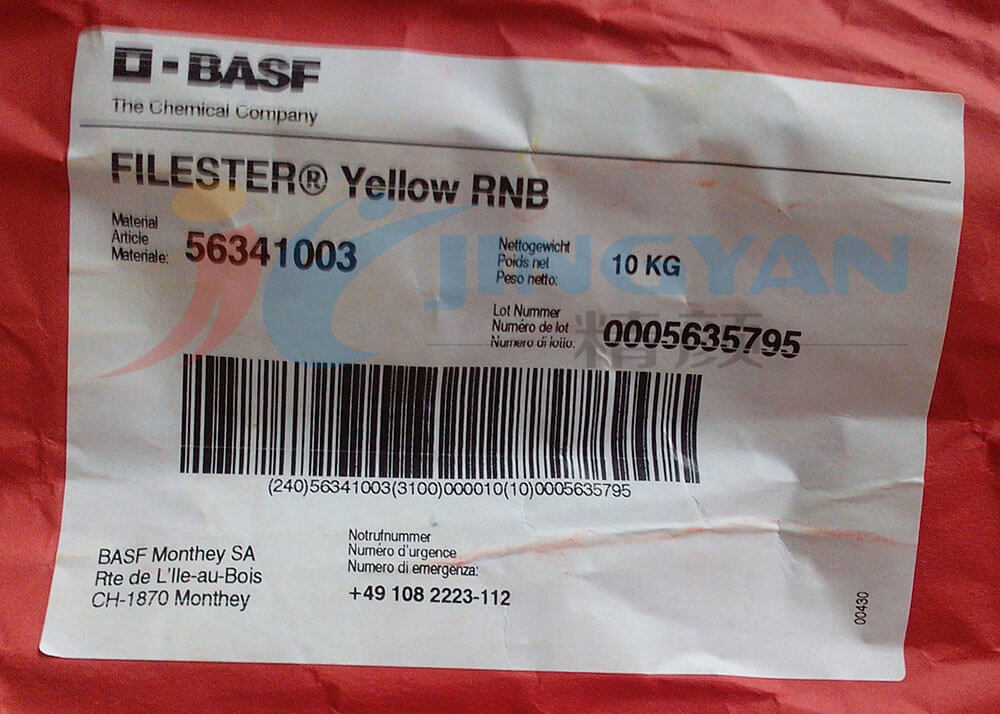 BASF
The Chemical Company
FILESTER® Yellow RNB
Material
Article
Materiale:
56341003
Nettogewicht
Poids net
Peso netto:
10 KG
JINGYAN
精颜
Lot Nummer
Numéro de lot
Numero di lotto.
0005635795
(240)56341003(3100)000010(10)0005635795
BASF Monthey SA
Rte de L'Ile-au-Bois
CH-1870 Monthey
Notrufnummer
Numéro d'urgence
Numero di emergenza:
+49 108 2223-112
00430